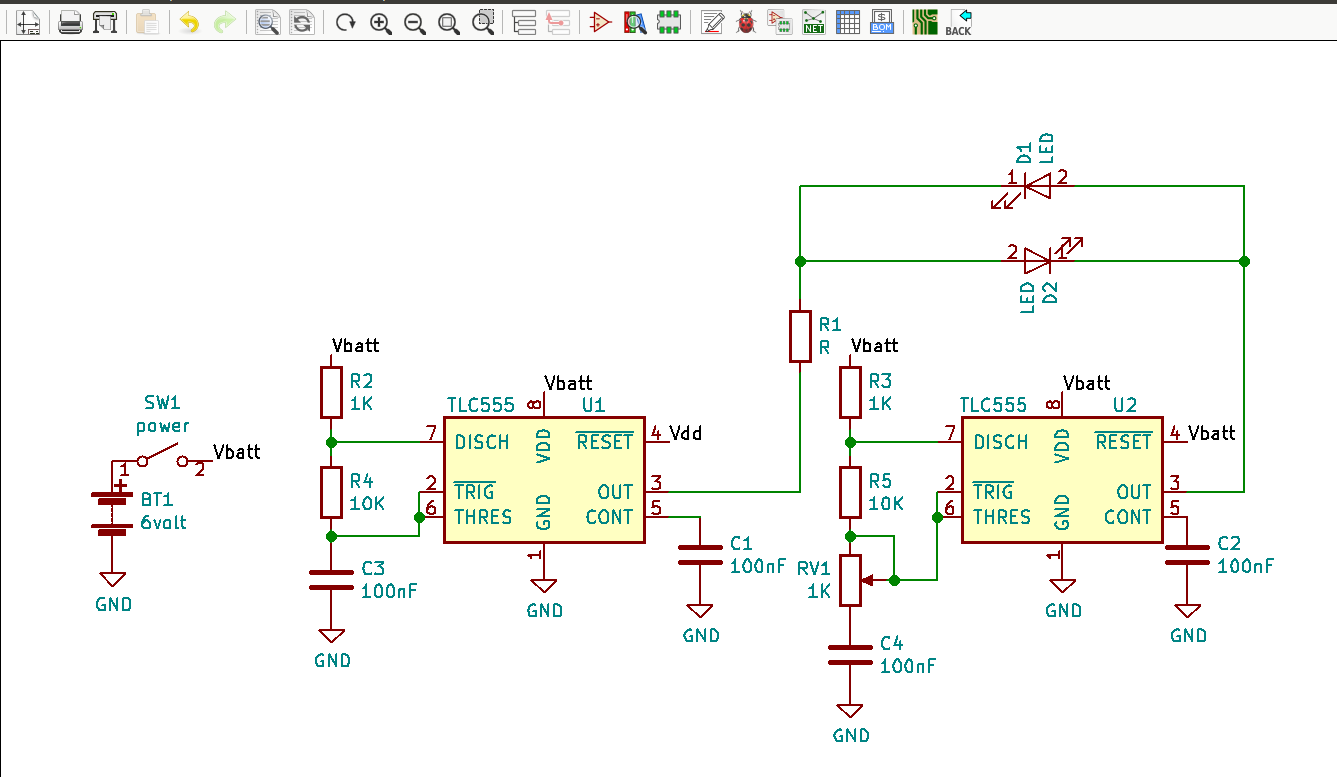 NET
$
BOM
BACK
D1
LED
1
2
2
1
LED
D2
R1
R
Vbatt
R2
1K
Vbatt
TLC555
8
U1
7
DISCH
VDD
RESET
4
Vdd
R4
10K
2
TRIG
OUT
3
6
THRES
GND
CONT
5
1
GND
C1
100nF
GND
C3
100nF
GND
SW1
power
Vbatt
1
2
+
BT1
6volt
GND
Vbatt
R3
1K
Vbatt
TLC555
8
U2
7
DISCH
VDD
RESET
4
Vbatt
R5
10K
2
TRIG
OUT
3
6
THRES
GND
CONT
5
RV1
1K
1
GND
C2
100nF
GND
C4
100nF
GND